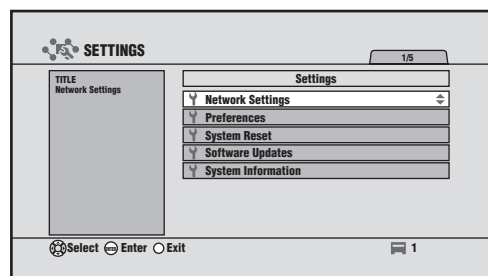 SETTINGS
1/5
TITLE
Network Settings
Settings
Network Settings
Preferences
System Reset
Software Updates
System Information
Select Enter Exit
1